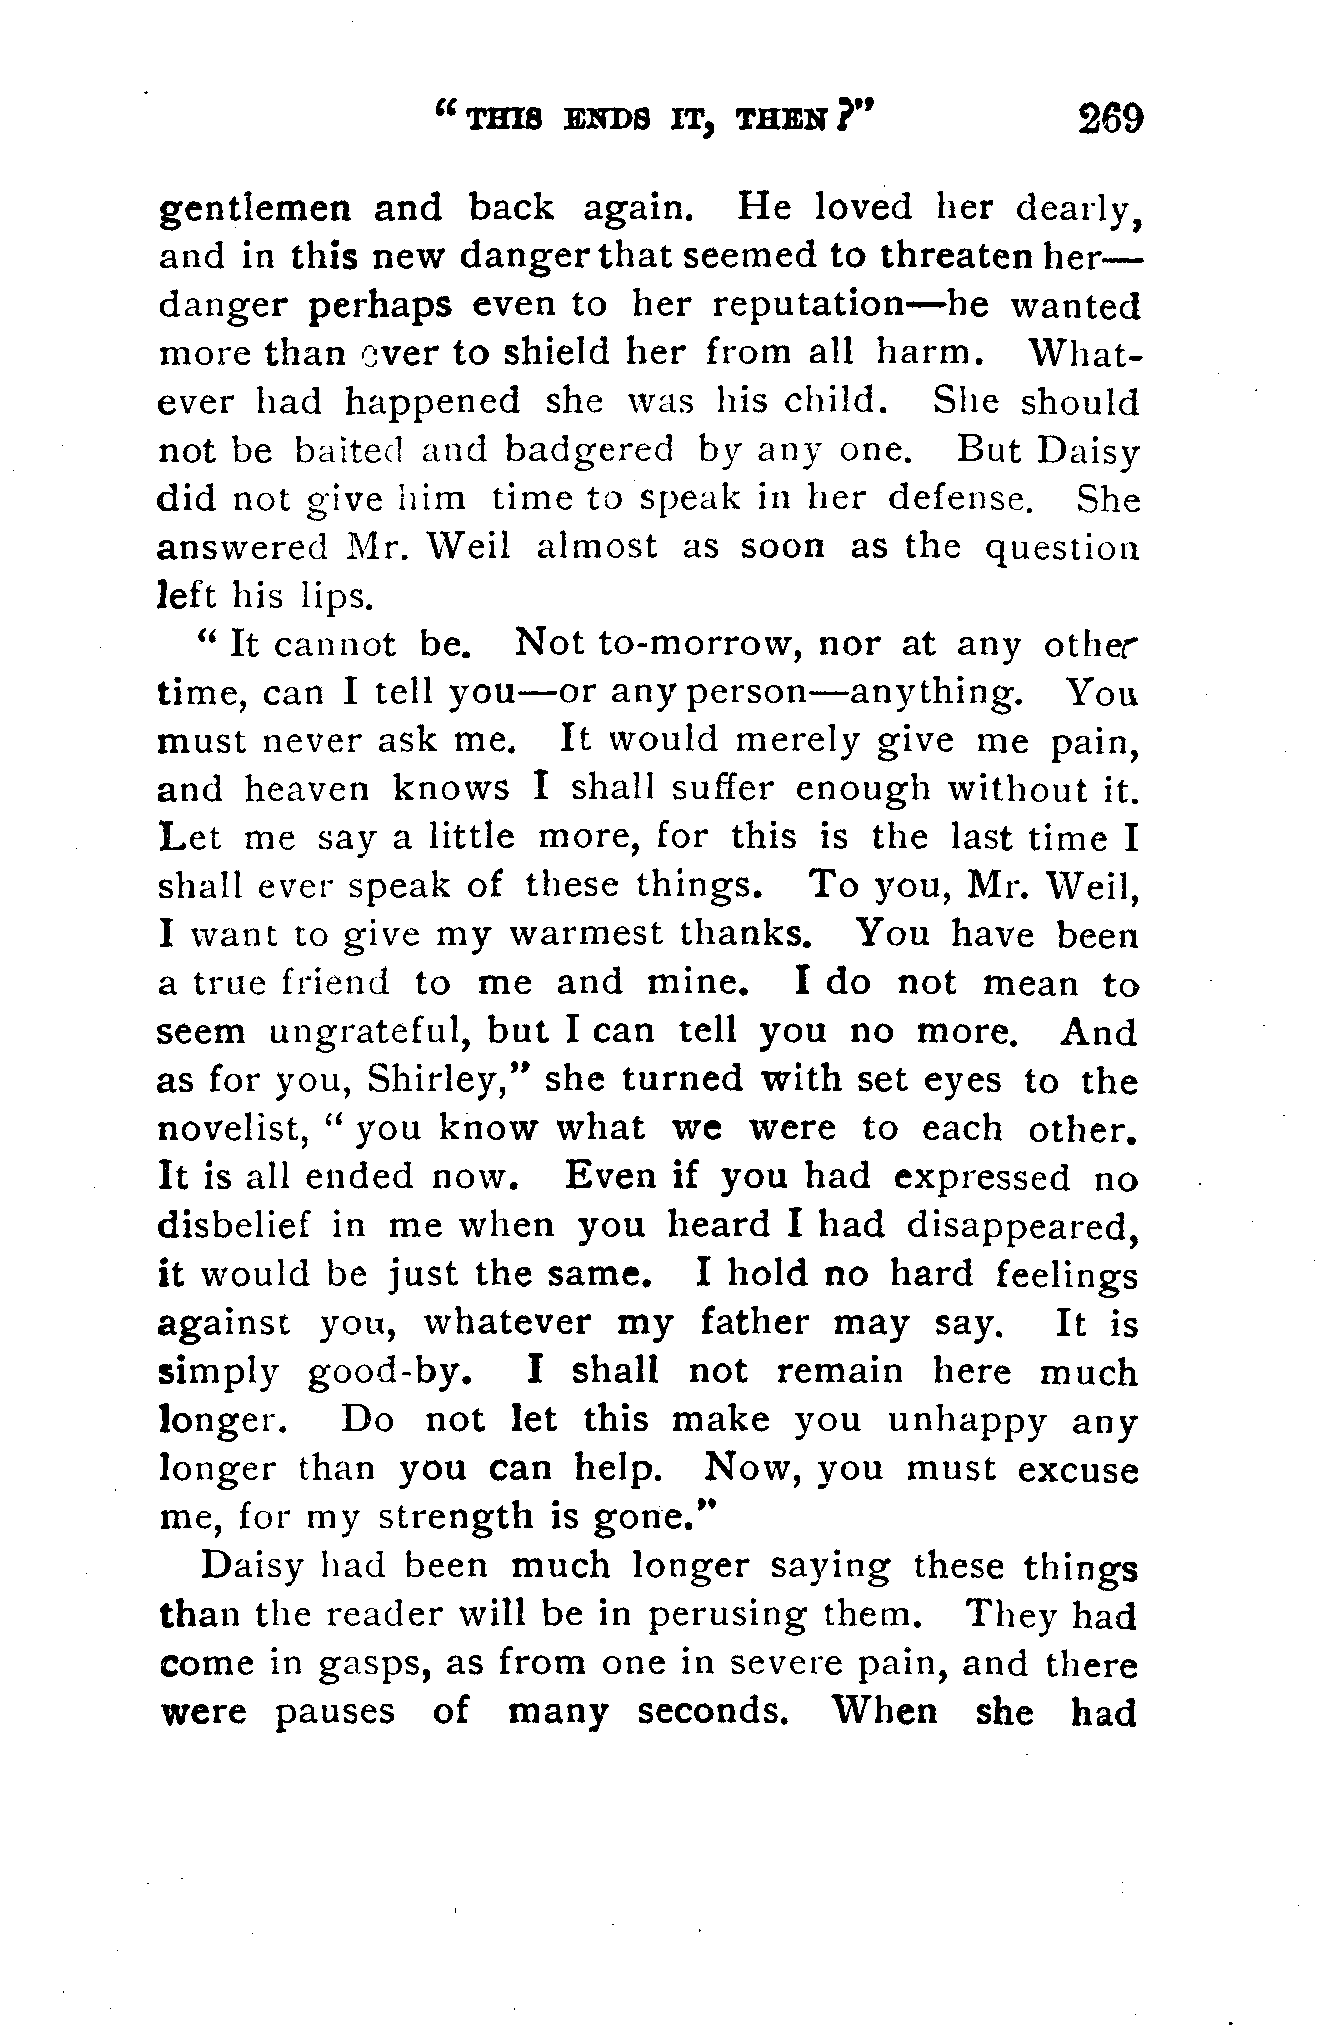 “THIS ENDS IT, THEN?” 269
gentlemen and back again. He loved her dearly,
and in this new danger that seemed to threaten her—
danger perhaps even to her reputation—he wanted
more than ever to shield her from all harm. What-
ever had happened she was his child. She should
not be baited and badgered by any one. But Daisy
did not give him time to speak in her defense. She
answered Mr. Weil almost as soon as the question
left his lips.
“ It cannot be. Not to-morrow, nor at any other
time, can I tell you—or any person—anything. You
must never ask me. It would merely give me pain,
and heaven knows I shall suffer enough without it.
Let me say a little more, for this is the last time I
shall ever speak of these things. To you, Mr. Weil,
I want to give my warmest thanks. You have been
a true friend to me and mine. I do not mean to
seem ungrateful, but I can tell you no more. And
as for you, Shirley,” she turned with set eyes to the
novelist, “ you know what we were to each other.
It is all ended now. Even if you had expressed no
disbelief in me when you heard I had disappeared,
it would be just the same. I hold no hard feelings
against you, whatever my father may say. It is
simply good-by. I shall not remain here much
longer. Do not let this make you unhappy any
longer than you can help. Now, you must excuse
me, for my strength is gone.”
Daisy had been much longer saying these things
than the reader will be in perusing them. They had
come in gasps, as from one in severe pain, and there
were pauses of many seconds. When she had